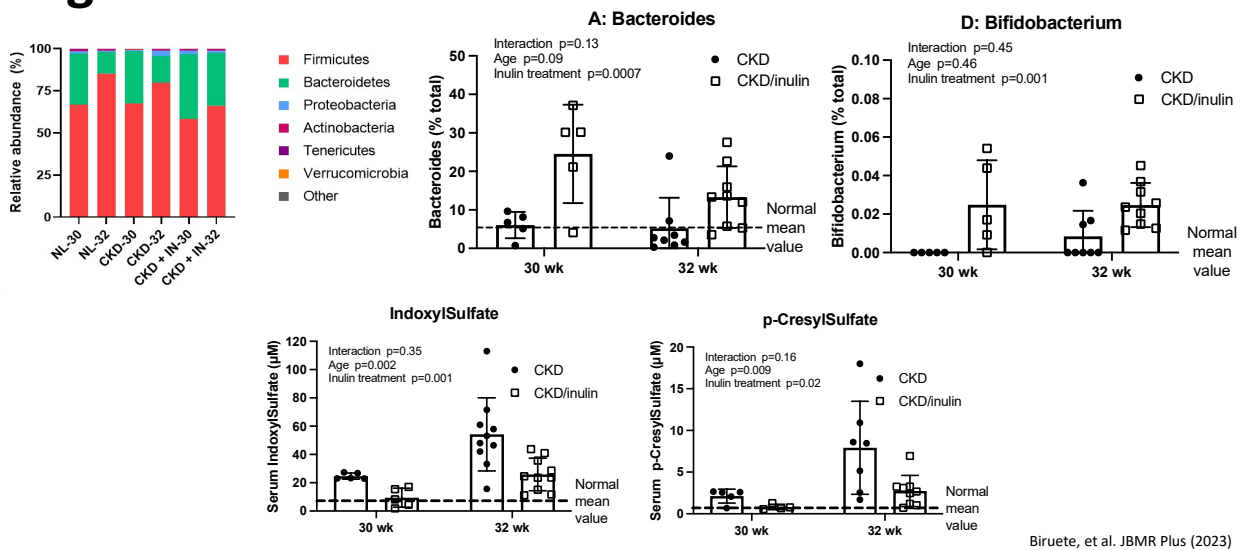 Relative abundance (%)
100
75
50
25
0
NL-30
NL-32
CKD-30
CKD-32
CKD + IN-30
CKD + IN-32
Firmicutes
Bacteroidetes
Proteobacteria
Actinobacteria
Tenericutes
Verrucomicrobia
Other
A: Bacteroides
Interaction p=0.13
Age p=0.09
Inulin treatment p=0.0007
CKD
CKD/inulin
Bacteroides (% total)
50
40
30
20
10
0
30 wk
32 wk
Normal
mean
value
D: Bifidobacterium
Interaction p=0.45
Age p=0.46
Inulin treatment p=0.001
CKD
CKD/inulin
Bifidobacterium (% total)
0.10
0.08
0.06
0.04
0.02
0.00
30 wk
32 wk
Normal
mean
value
IndoxylSulfate
Interaction p=0.35
Age p=0.002
Inulin treatment p=0.001
CKD
CKD/inulin
Serum IndoxylSulfate (µM)
120
100
80
60
40
20
0
30 wk
32 wk
Normal
mean
value
p-CresylSulfate
Interaction p=0.16
Age p=0.009
Inulin treatment p=0.02
CKD
CKD/inulin
Serum p-CresylSulfate (µM)
20
15
10
5
0
30 wk
32 wk
Normal
mean
value
Biruete, et al. JBMR Plus (2023)